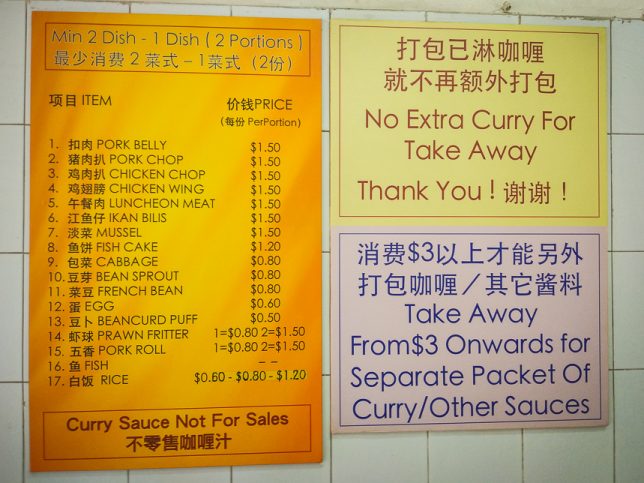 Min 2 Dish - 1 Dish ( 2 Portions )
最少消费 2 菜式 – 1菜式（2份）
项目 ITEM 价钱PRICE
（每份 PerPortion）
1. 扣肉 PORK BELLY $1.50
2. 猪肉扒 PORK CHOP $1.50
3. 鸡肉扒 CHICKEN CHOP $1.50
4. 鸡翅膀 CHICKEN WING $1.50
5. 午餐肉 LUNCHEON MEAT $1.50
6. 江鱼仔 IKAN BILIS $1.50
7. 淡菜 MUSSEL $1.50
8. 鱼饼 FISH CAKE $1.20
9. 包菜 CABBAGE $0.80
10. 豆芽 BEAN SPROUT $0.80
11. 菜豆 FRENCH BEAN $0.80
12. 蛋 EGG $0.60
13. 豆卜 BEANCURD PUFF $0.50
14. 虾球 PRAWN FRITTER 1=$0.80 2=$1.50
15. 五香 PORK ROLL 1=$0.80 2=$1.50
16. 鱼 FISH – –
17. 白饭 RICE $0.60 - $0.80 - $1.20
Curry Sauce Not For Sales
不零售咖喱汁
打包已淋咖喱
就不再额外打包
No Extra Curry For
Take Away
Thank You ! 谢谢！
消费$3以上才能另外
打包咖喱／其它酱料
Take Away
From$3 Onwards for
Separate Packet Of
Curry/Other Sauces